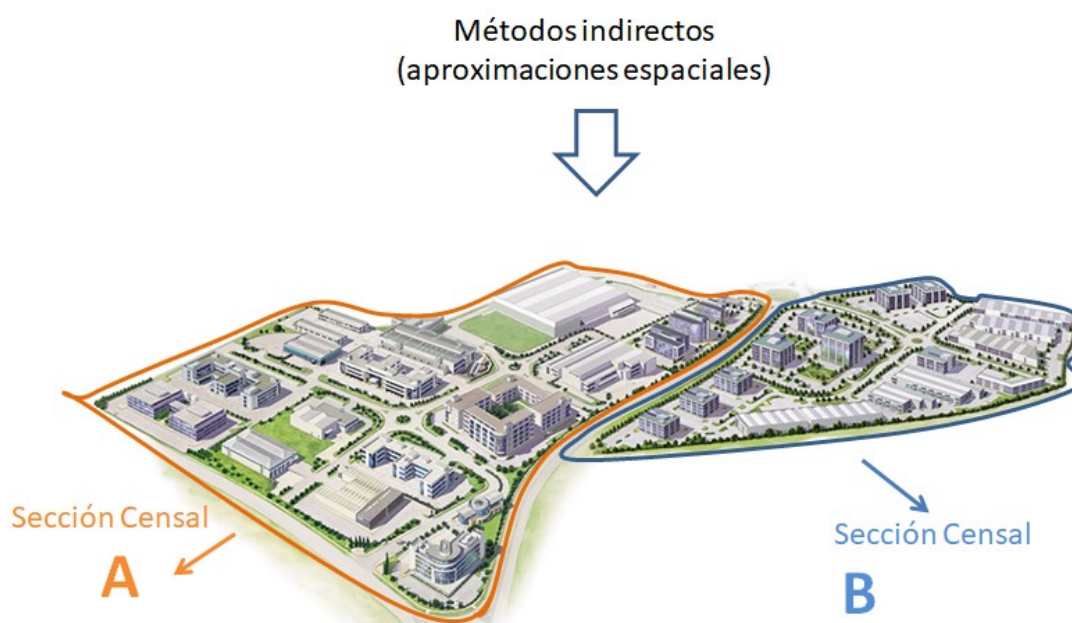 Métodos indirectos
(aproximaciones espaciales)
Sección Censal
A
Sección Censal
B